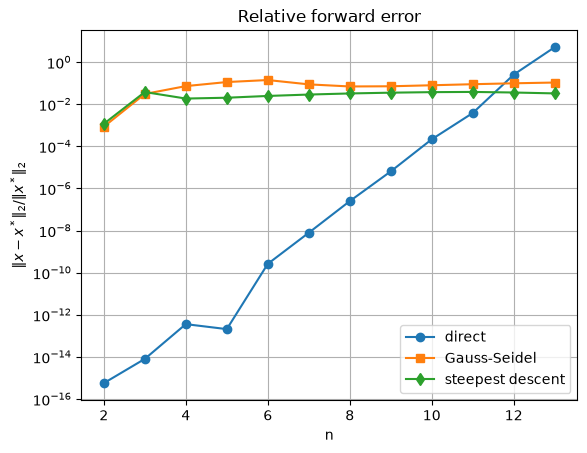 Relative forward error
‖x − x*‖₂/‖x*‖₂
10⁰
10⁻²
10⁻⁴
10⁻⁶
10⁻⁸
10⁻¹⁰
10⁻¹²
10⁻¹⁴
10⁻¹⁶
direct
Gauss-Seidel
steepest descent
2 4 6 8 10 12
n